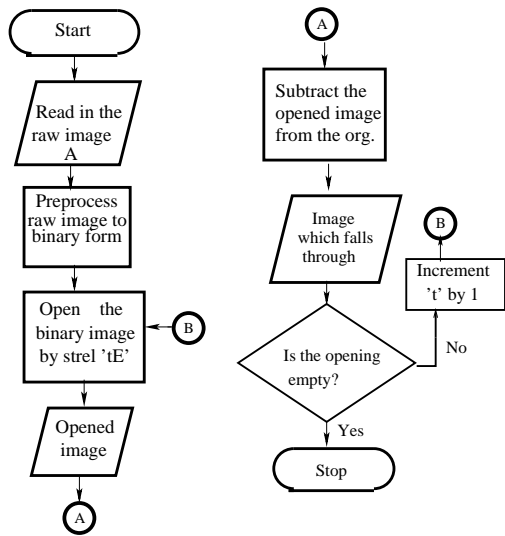 Start
Read in the
raw image
A
Preprocess
raw image to
binary form
Open the
binary image
by strel 'tE'
B
Opened
image
A
A
Subtract the
opened image
from the org.
Image
which falls
through
B
Increment
't' by 1
Is the opening
empty?
No
Yes
Stop